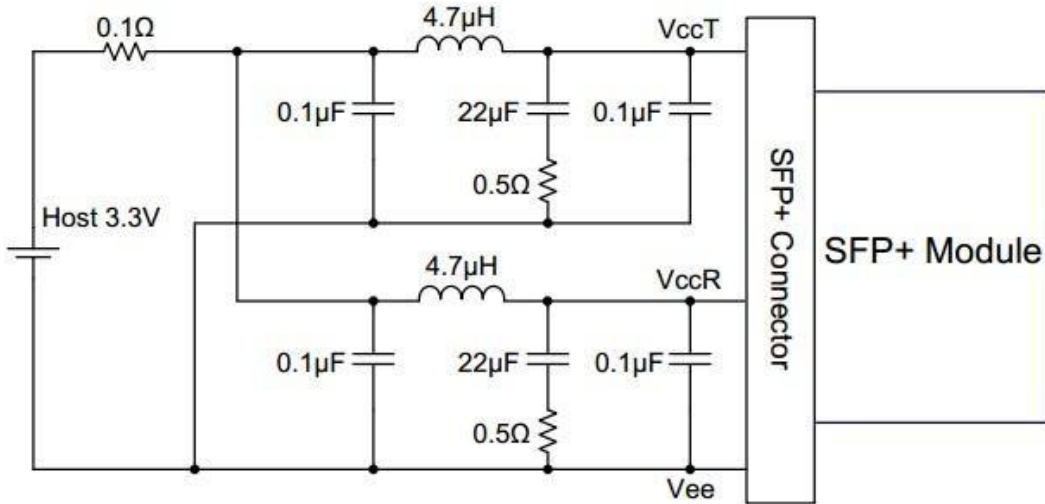 0.1Ω
4.7μH
VccT
0.1μF
22μF
0.1μF
0.5Ω
Host 3.3V
4.7μH
VccR
0.1μF
22μF
0.1μF
0.5Ω
Vee
SFP+ Connector
SFP+ Module